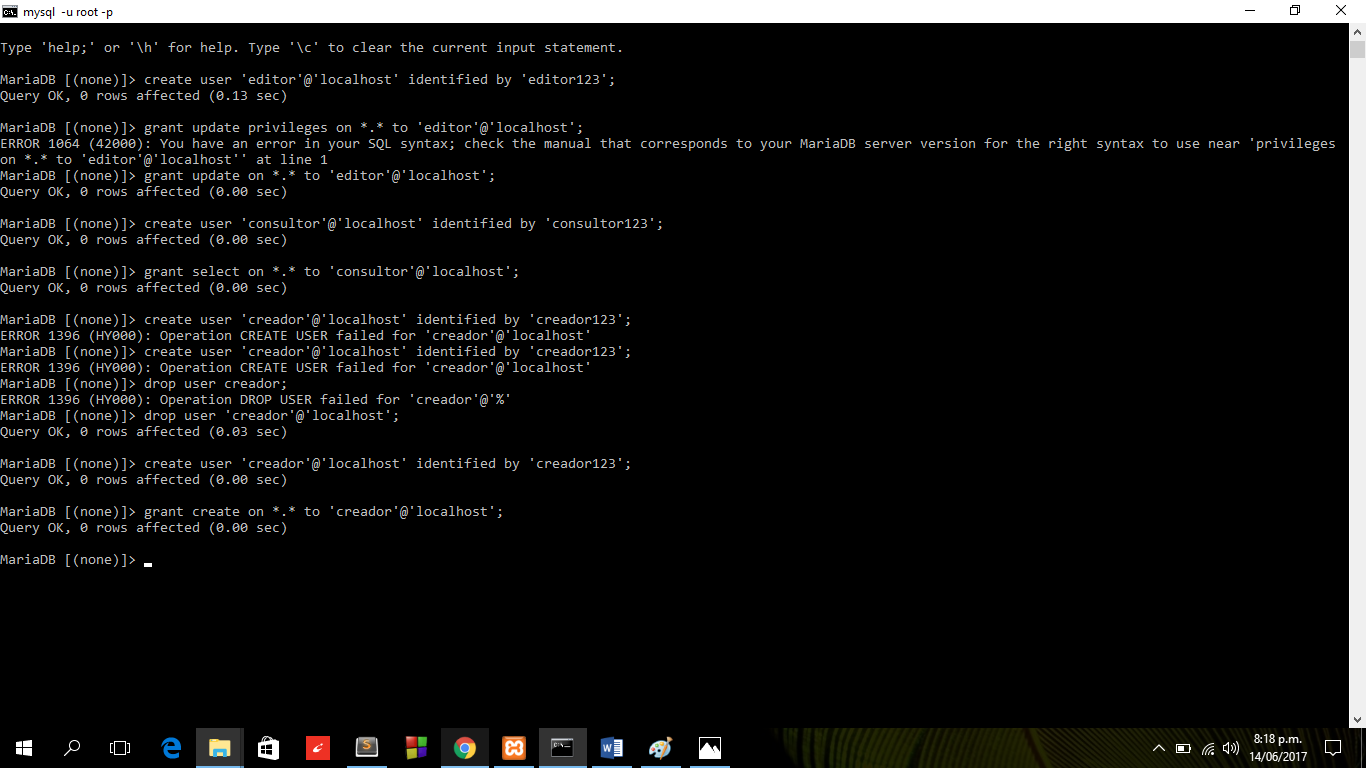 mysql -u root -p
Type 'help;' or '\h' for help. Type '\c' to clear the current input statement.
MariaDB [(none)]> create user 'editor'@'localhost' identified by 'editor123';
Query OK, 0 rows affected (0.13 sec)
MariaDB [(none)]> grant update privileges on *.* to 'editor'@'localhost';
ERROR 1064 (42000): You have an error in your SQL syntax; check the manual that corresponds to your MariaDB server version for the right syntax to use near 'privileges
on *.* to 'editor'@'localhost'' at line 1
MariaDB [(none)]> grant update on *.* to 'editor'@'localhost';
Query OK, 0 rows affected (0.00 sec)
MariaDB [(none)]> create user 'consultor'@'localhost' identified by 'consultor123';
Query OK, 0 rows affected (0.00 sec)
MariaDB [(none)]> grant select on *.* to 'consultor'@'localhost';
Query OK, 0 rows affected (0.00 sec)
MariaDB [(none)]> create user 'creador'@'localhost' identified by 'creador123';
ERROR 1396 (HY000): Operation CREATE USER failed for 'creador'@'localhost'
MariaDB [(none)]> create user 'creador'@'localhost' identified by 'creador123';
ERROR 1396 (HY000): Operation CREATE USER failed for 'creador'@'localhost'
MariaDB [(none)]> drop user creador;
ERROR 1396 (HY000): Operation DROP USER failed for 'creador'@'%'
MariaDB [(none)]> drop user 'creador'@'localhost';
Query OK, 0 rows affected (0.03 sec)
MariaDB [(none)]> create user 'creador'@'localhost' identified by 'creador123';
Query OK, 0 rows affected (0.00 sec)
MariaDB [(none)]> grant create on *.* to 'creador'@'localhost';
Query OK, 0 rows affected (0.00 sec)
MariaDB [(none)]>
8:18 p.m.
14/06/2017